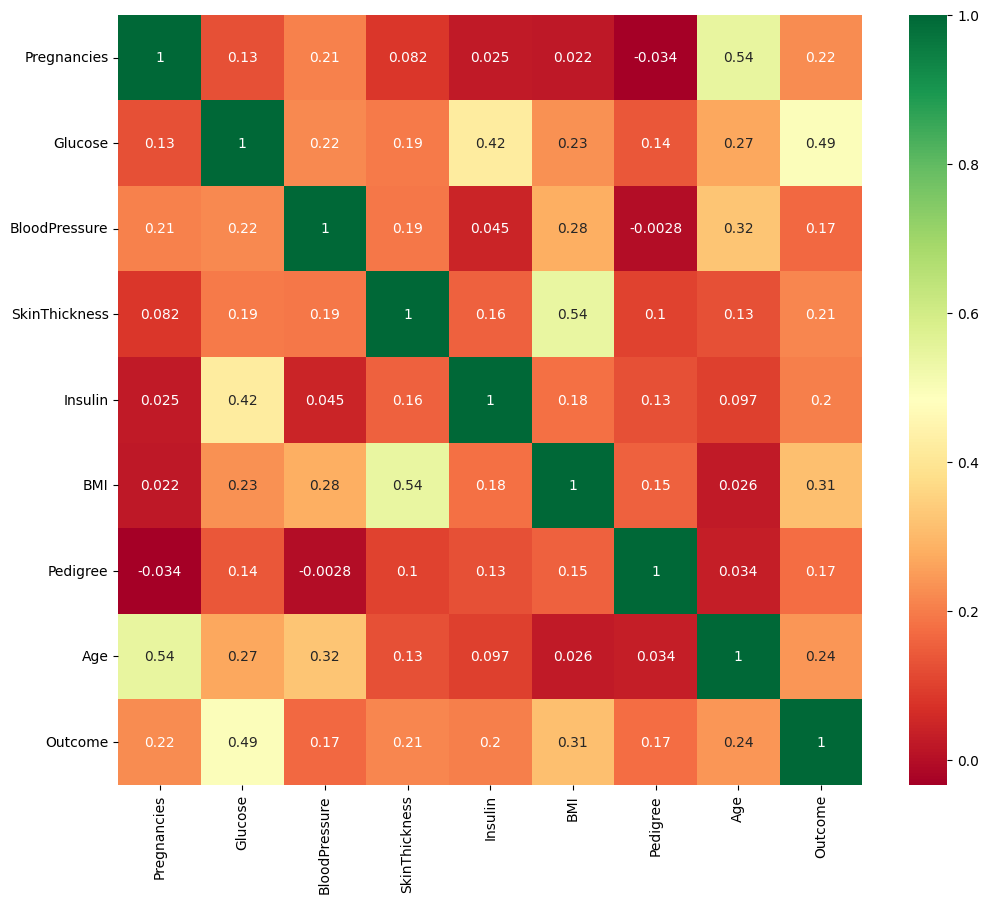 Pregnancies 1 0.13 0.21 0.082 0.025 0.022 -0.034 0.54 0.22
Glucose 0.13 1 0.22 0.19 0.42 0.23 0.14 0.27 0.49
BloodPressure 0.21 0.22 1 0.19 0.045 0.28 -0.0028 0.32 0.17
SkinThickness 0.082 0.19 0.19 1 0.16 0.54 0.1 0.13 0.21
Insulin 0.025 0.42 0.045 0.16 1 0.18 0.13 0.097 0.2
BMI 0.022 0.23 0.28 0.54 0.18 1 0.15 0.026 0.31
Pedigree -0.034 0.14 -0.0028 0.1 0.13 0.15 1 0.034 0.17
Age 0.54 0.27 0.32 0.13 0.097 0.026 0.034 1 0.24
Outcome 0.22 0.49 0.17 0.21 0.2 0.31 0.17 0.24 1
Pregnancies
Glucose
BloodPressure
SkinThickness
Insulin
BMI
Pedigree
Age
Outcome
1.0
0.8
0.6
0.4
0.2
0.0